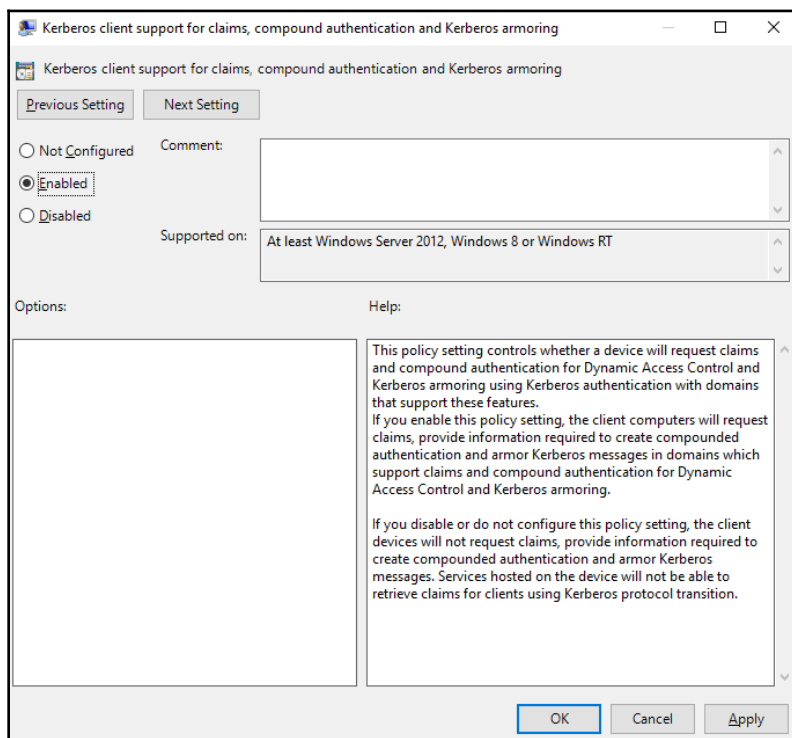 Kerberos client support for claims, compound authentication and Kerberos armoring
Kerberos client support for claims, compound authentication and Kerberos armoring
Previous Setting
Next Setting
Not Configured
Comment:
Enabled
Disabled
Supported on:
At least Windows Server 2012, Windows 8 or Windows RT
Options:
Help:
This policy setting controls whether a device will request claims
and compound authentication for Dynamic Access Control and
Kerberos armoring using Kerberos authentication with domains
that support these features.
If you enable this policy setting, the client computers will request
claims, provide information required to create compounded
authentication and armor Kerberos messages in domains which
support claims and compound authentication for Dynamic
Access Control and Kerberos armoring.
If you disable or do not configure this policy setting, the client
devices will not request claims, provide information required to
create compounded authentication and armor Kerberos
messages. Services hosted on the device will not be able to
retrieve claims for clients using Kerberos protocol transition.
OK
Cancel
Apply